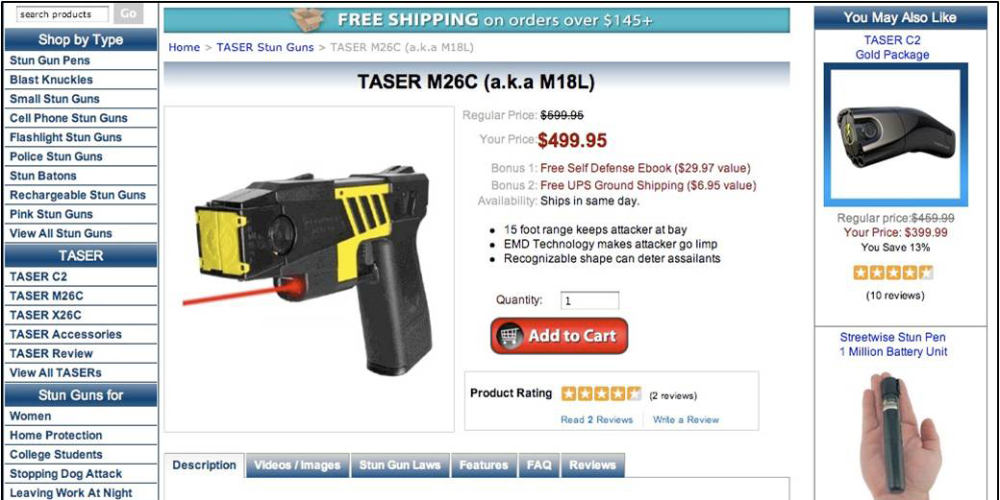 search products
Go
Shop by Type
Stun Gun Pens
Blast Knuckles
Small Stun Guns
Cell Phone Stun Guns
Flashlight Stun Guns
Police Stun Guns
Stun Batons
Rechargeable Stun Guns
Pink Stun Guns
View All Stun Guns
TASER
TASER C2
TASER M26C
TASER X26C
TASER Accessories
TASER Review
View All TASERs
Stun Guns for
Women
Home Protection
College Students
Stopping Dog Attack
Leaving Work At Night
FREE SHIPPING on orders over $145+
Home > TASER Stun Guns > TASER M26C (a.k.a M18L)
TASER M26C (a.k.a M18L)
Regular Price: $599.95
Your Price: $499.95
Bonus 1: Free Self Defense Ebook ($29.97 value)
Bonus 2: Free UPS Ground Shipping ($6.95 value)
Availability: Ships in same day.
15 foot range keeps attacker at bay
EMD Technology makes attacker go limp
Recognizable shape can deter assailants
Quantity: 1
Add to Cart
Product Rating (2 reviews)
Read 2 Reviews Write a Review
Description Videos / Images Stun Gun Laws Features FAQ Reviews
You May Also Like
TASER C2
Gold Package
Regular price:$459.99
Your Price: $399.99
You Save 13%
(10 reviews)
Streetwise Stun Pen
1 Million Battery Unit